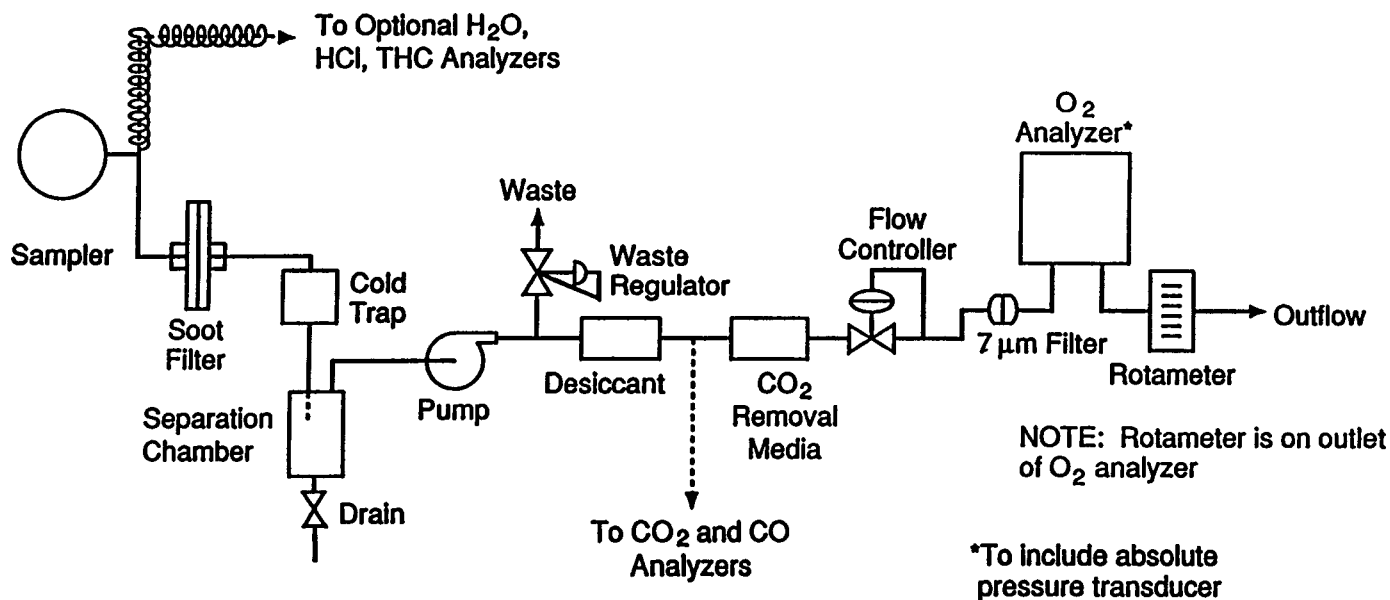 To Optional H₂O,
HCl, THC Analyzers
Sampler
Soot
Filter
Cold
Trap
Separation
Chamber
Drain
Pump
Waste
Waste
Regulator
Desiccant
To CO₂ and CO
Analyzers
CO₂
Removal
Media
Flow
Controller
7 μm Filter
O₂
Analyzer*
Rotameter
Outflow
NOTE: Rotameter is on outlet
of O₂ analyzer
*To include absolute
pressure transducer